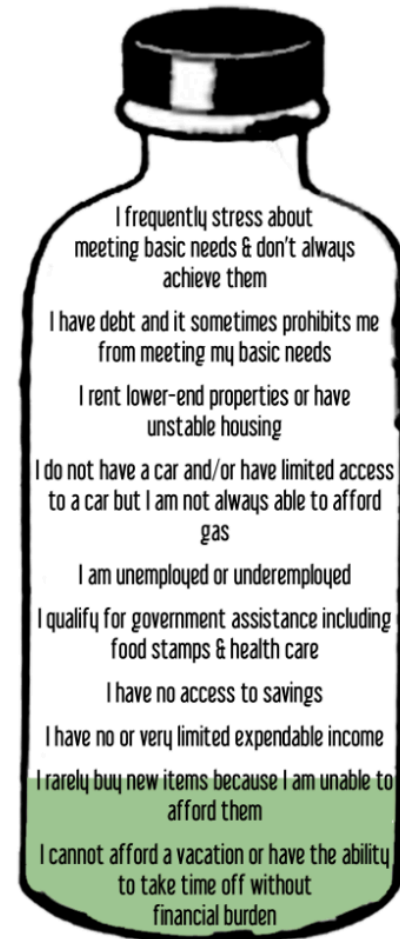 I frequently stress about
meeting basic needs & don't always
achieve them
I have debt and it sometimes prohibits me
from meeting my basic needs
I rent lower-end properties or have
unstable housing
I do not have a car and/or have limited access
to a car but I am not always able to afford
gas
I am unemployed or underemployed
I qualify for government assistance including
food stamps & health care
I have no access to savings
I have no or very limited expendable income
I rarely buy new items because I am unable to
afford them
I cannot afford a vacation or have the ability
to take time off without
financial burden